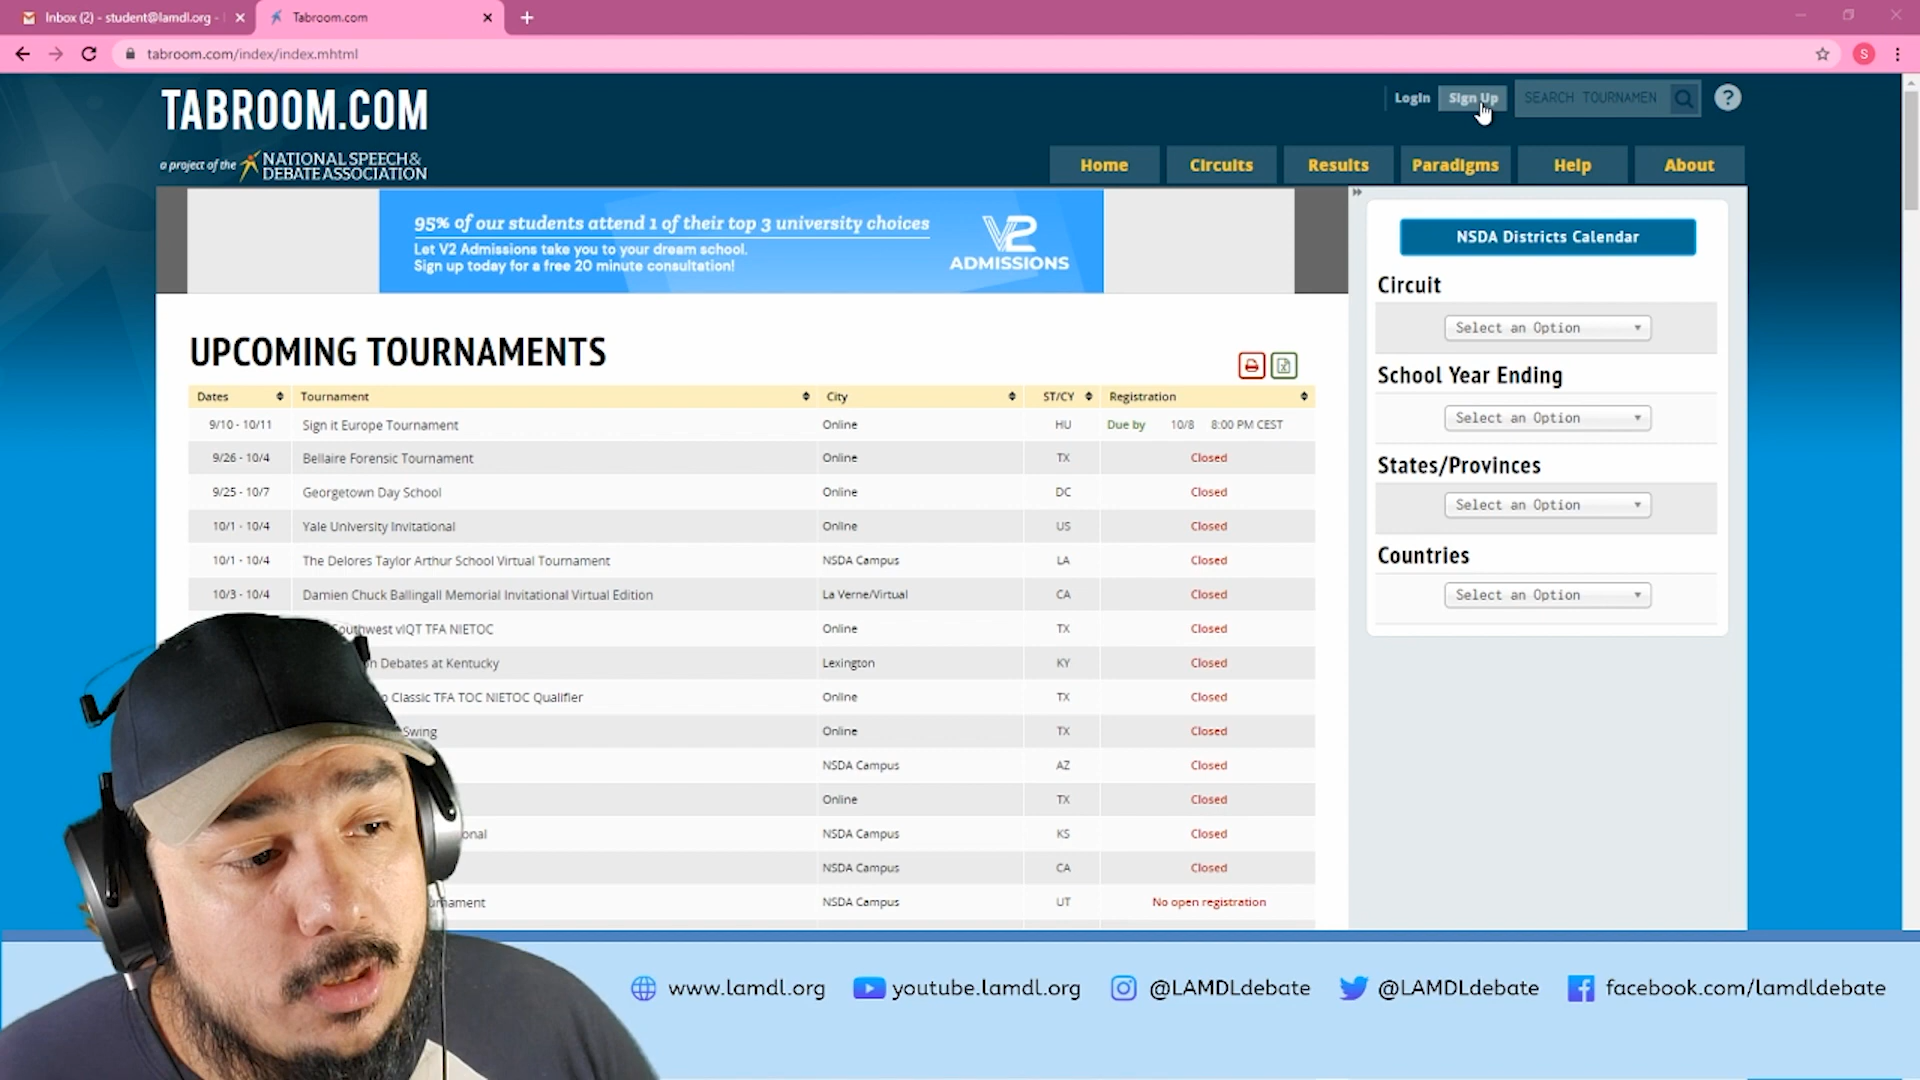 Inbox (2) - student@lamdl.org -
Tabroom.com
tabroom.com/index/index.mhtml
S
TABROOM.COM
a project of the NATIONAL SPEECH & DEBATE ASSOCIATION
Login
Sign Up
SEARCH TOURNAMEN
?
Home
Circuits
Results
Paradigms
Help
About
95% of our students attend 1 of their top 3 university choices
Let V2 Admissions take you to your dream school.
Sign up today for a free 20 minute consultation!
V2
ADMISSIONS
NSDA Districts Calendar
Circuit
Select an Option
School Year Ending
Select an Option
States/Provinces
Select an Option
Countries
Select an Option
UPCOMING TOURNAMENTS
Dates Tournament City ST/CY Registration
9/10 - 10/11 Sign it Europe Tournament Online HU Due by 10/8 8:00 PM CEST
9/26 - 10/4 Bellaire Forensic Tournament Online TX Closed
9/25 - 10/7 Georgetown Day School Online DC Closed
10/1 - 10/4 Yale University Invitational Online US Closed
10/1 - 10/4 The Delores Taylor Arthur School Virtual Tournament NSDA Campus LA Closed
10/3 - 10/4 Damien Chuck Ballingall Memorial Invitational Virtual Edition La Verne/Virtual CA Closed
outhwest vIQT TFA NIETOC Online TX Closed
n Debates at Kentucky Lexington KY Closed
Classic TFA TOC NIETOC Qualifier Online TX Closed
Swing Online TX Closed
NSDA Campus AZ Closed
Online TX Closed
onal NSDA Campus KS Closed
NSDA Campus CA Closed
urnament NSDA Campus UT No open registration
www.lamdl.org
youtube.lamdl.org
@LAMDLdebate
@LAMDLdebate
facebook.com/lamdldebate